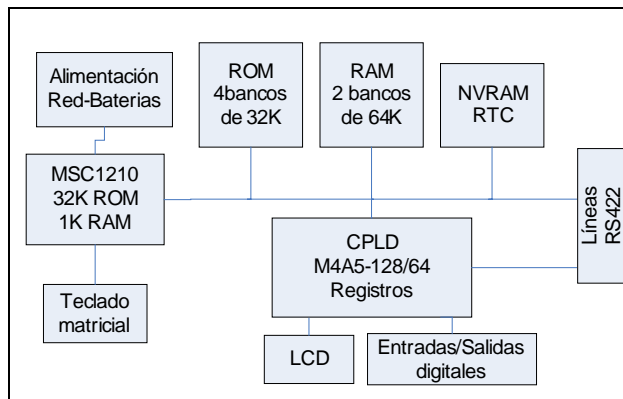 Alimentación
Red-Baterias
ROM
4bancos
de 32K
RAM
2 bancos
de 64K
NVRAM
RTC
MSC1210
32K ROM
1K RAM
Líneas
RS422
CPLD
M4A5-128/64
Registros
Teclado
matricial
LCD
Entradas/Salidas
digitales